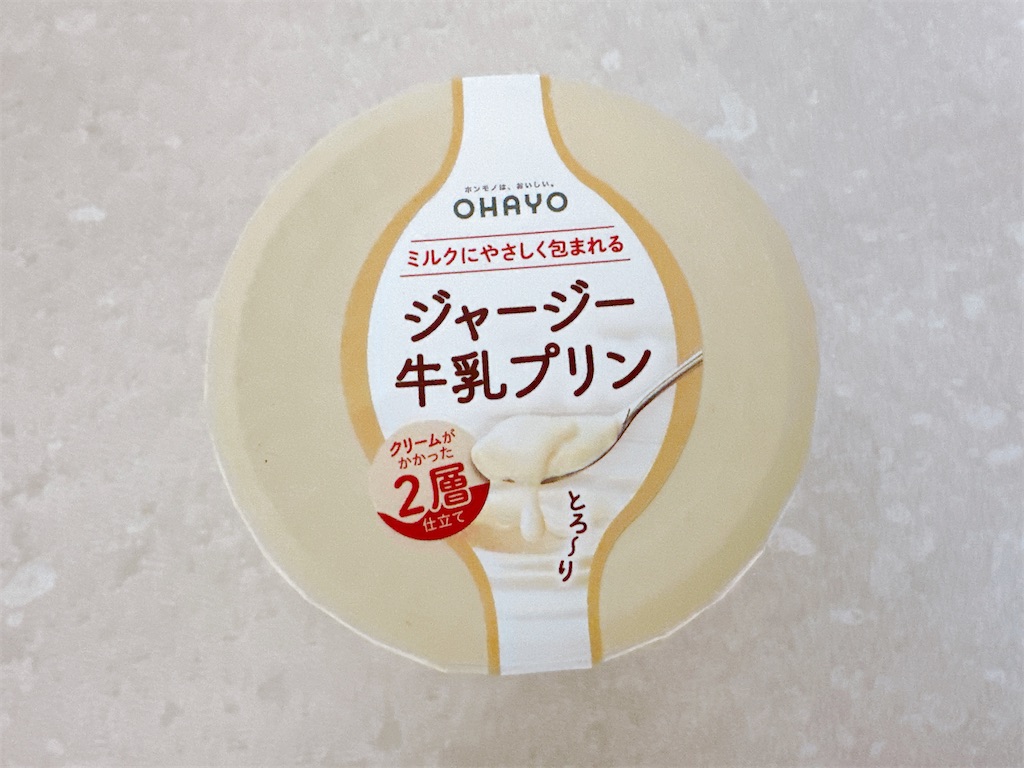 ホンモノは、おいしい。
OHAYO
ミルクにやさしく包まれる
ジャージー
牛乳プリン
クリームが
かかった
2層
仕立て
とろ〜り